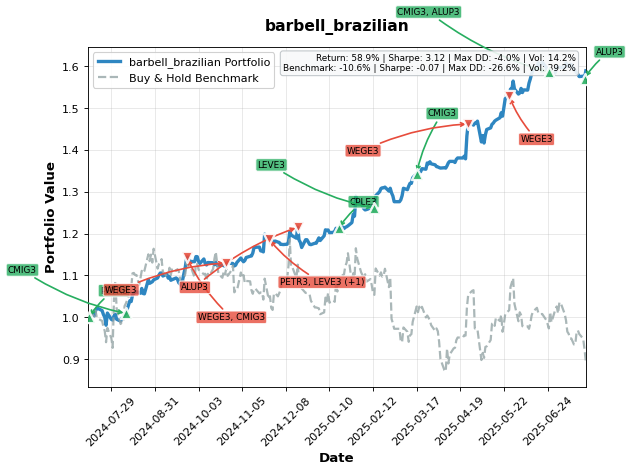 CMIG3, ALUP3
barbell_brazilian
ALUP3
barbell_brazilian Portfolio
Buy & Hold Benchmark
Return: 58.9% | Sharpe: 3.12 | Max DD: -4.0% | Vol: 14.2%
Benchmark: -10.6% | Sharpe: -0.07 | Max DD: -26.6% | Vol: 39.2%
CMIG3
WEGE3
WEGE3
LEVE3
CPLE3
CMIG3
WEGE3
ALUP3
PETR3, LEVE3 (+1)
WEGE3, CMIG3
Portfolio Value
1.6
1.5
1.4
1.3
1.2
1.1
1.0
0.9
2024-07-29
2024-08-31
2024-10-03
2024-11-05
2024-12-08
2025-01-10
2025-02-12
2025-03-17
2025-04-19
2025-05-22
2025-06-24
Date